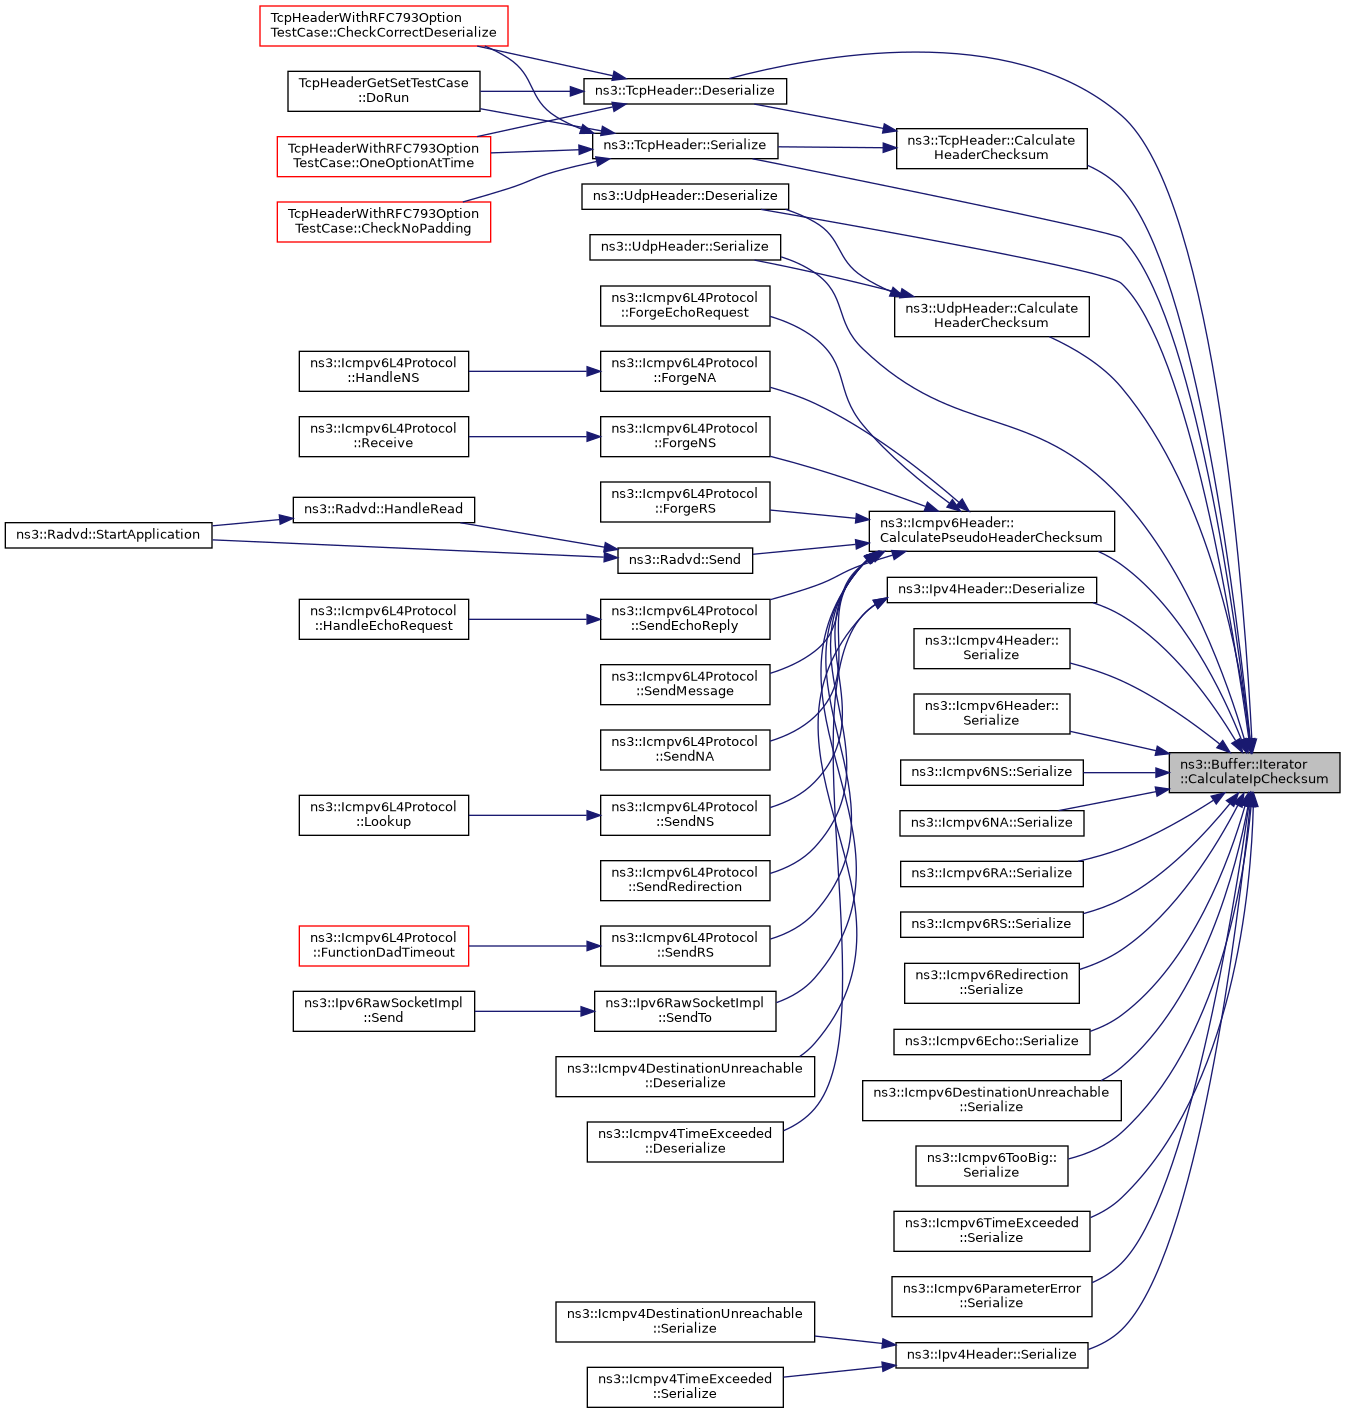 TcpHeaderWithRFC793Option
TestCase::CheckCorrectDeserialize
TcpHeaderGetSetTestCase
::DoRun
TcpHeaderWithRFC793Option
TestCase::OneOptionAtTime
TcpHeaderWithRFC793Option
TestCase::CheckNoPadding
ns3::TcpHeader::Deserialize
ns3::TcpHeader::Serialize
ns3::TcpHeader::Calculate
HeaderChecksum
ns3::UdpHeader::Deserialize
ns3::UdpHeader::Serialize
ns3::UdpHeader::Calculate
HeaderChecksum
ns3::Icmpv6L4Protocol
::ForgeEchoRequest
ns3::Icmpv6L4Protocol
::HandleNS
ns3::Icmpv6L4Protocol
::ForgeNA
ns3::Icmpv6L4Protocol
::Receive
ns3::Icmpv6L4Protocol
::ForgeNS
ns3::Icmpv6L4Protocol
::ForgeRS
ns3::Radvd::StartApplication
ns3::Radvd::HandleRead
ns3::Radvd::Send
ns3::Icmpv6Header::
CalculatePseudoHeaderChecksum
ns3::Icmpv6L4Protocol
::HandleEchoRequest
ns3::Icmpv6L4Protocol
::SendEchoReply
ns3::Ipv4Header::Deserialize
ns3::Icmpv4Header::
Serialize
ns3::Icmpv6L4Protocol
::SendMessage
ns3::Icmpv6Header::
Serialize
ns3::Icmpv6L4Protocol
::SendNA
ns3::Icmpv6NS::Serialize
ns3::Buffer::Iterator
::CalculateIpChecksum
ns3::Icmpv6L4Protocol
::Lookup
ns3::Icmpv6L4Protocol
::SendNS
ns3::Icmpv6NA::Serialize
ns3::Icmpv6L4Protocol
::SendRedirection
ns3::Icmpv6RA::Serialize
ns3::Icmpv6RS::Serialize
ns3::Icmpv6L4Protocol
::FunctionDadTimeout
ns3::Icmpv6L4Protocol
::SendRS
ns3::Icmpv6Redirection
::Serialize
ns3::Ipv6RawSocketImpl
::Send
ns3::Ipv6RawSocketImpl
::SendTo
ns3::Icmpv6Echo::Serialize
ns3::Icmpv4DestinationUnreachable
::Deserialize
ns3::Icmpv6DestinationUnreachable
::Serialize
ns3::Icmpv4TimeExceeded
::Deserialize
ns3::Icmpv6TooBig::
Serialize
ns3::Icmpv6TimeExceeded
::Serialize
ns3::Icmpv6ParameterError
::Serialize
ns3::Icmpv4DestinationUnreachable
::Serialize
ns3::Ipv4Header::Serialize
ns3::Icmpv4TimeExceeded
::Serialize